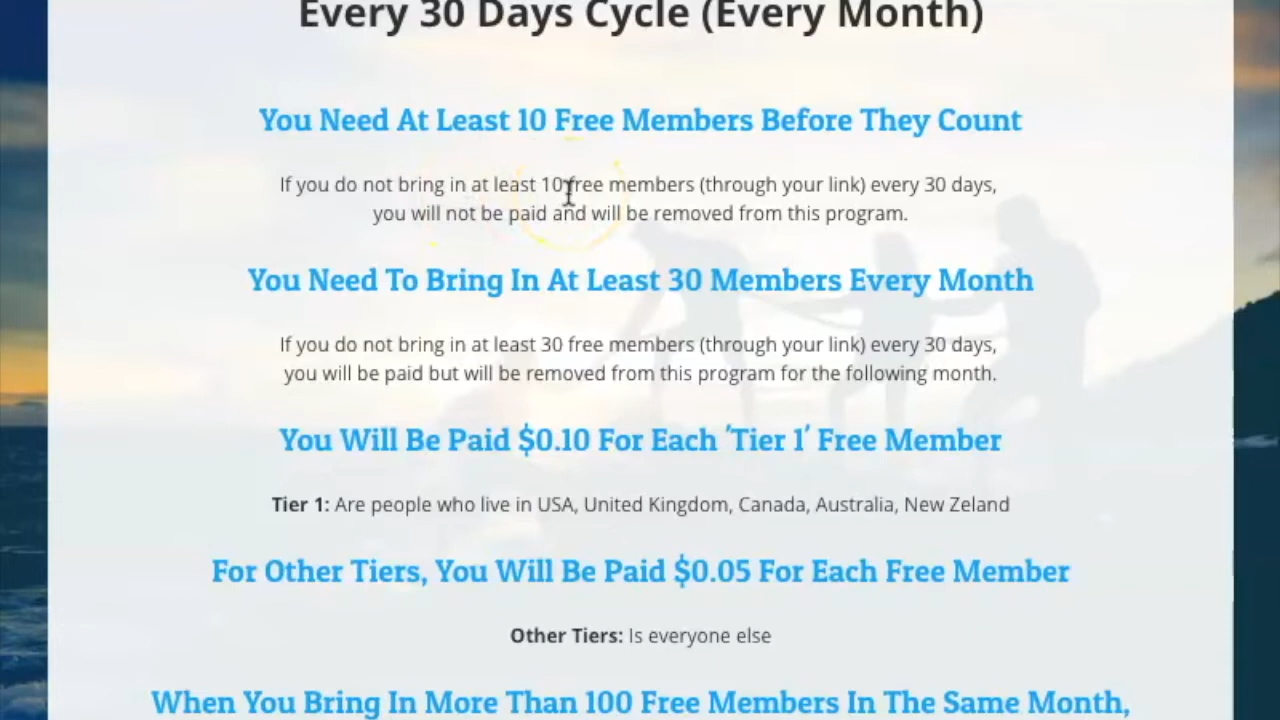 Every 30 Days Cycle (Every Month)
You Need At Least 10 Free Members Before They Count
If you do not bring in at least 10 free members (through your link) every 30 days,
you will not be paid and will be removed from this program.
You Need To Bring In At Least 30 Members Every Month
If you do not bring in at least 30 free members (through your link) every 30 days,
you will be paid but will be removed from this program for the following month.
You Will Be Paid $0.10 For Each 'Tier 1' Free Member
Tier 1: Are people who live in USA, United Kingdom, Canada, Australia, New Zeland
For Other Tiers, You Will Be Paid $0.05 For Each Free Member
Other Tiers: Is everyone else
When You Bring In More Than 100 Free Members In The Same Month,